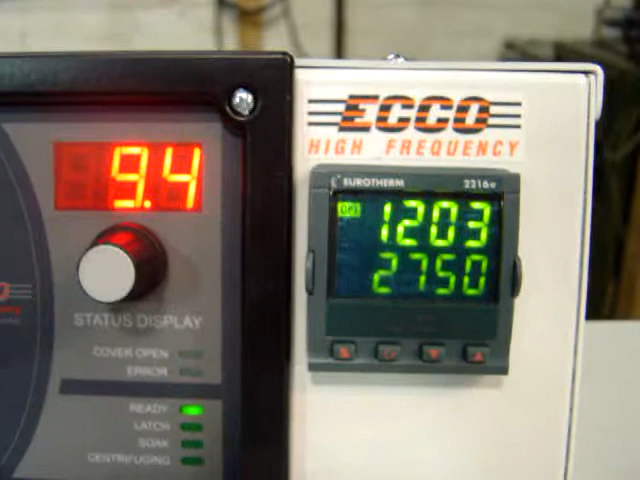 ECCO
HIGH FREQUENCY
9.4
EUROTHERM 2216e
OP1 1203
2750
STATUS DISPLAY
COVER OPEN
ERROR
READY
LATCH
SOAK
CENTRIFUGING